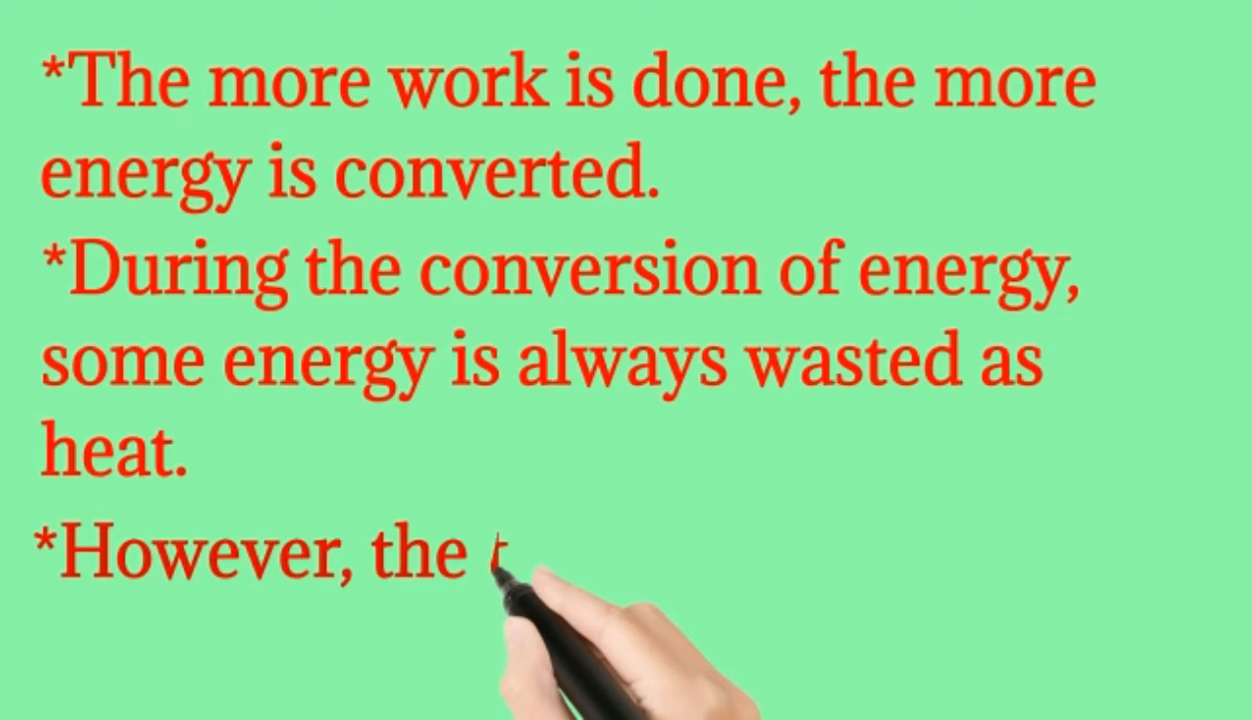 *The more work is done, the more
energy is converted.
*During the conversion of energy,
some energy is always wasted as
heat.
*However, the